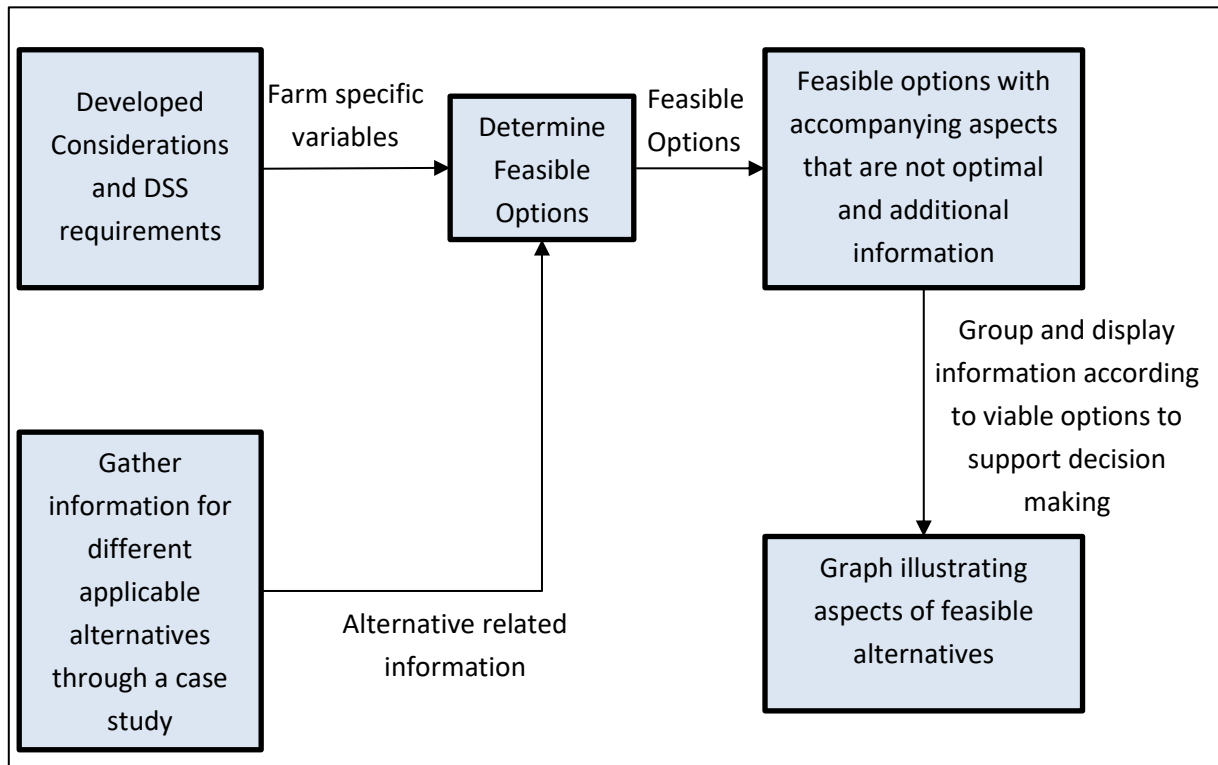 Developed
Considerations
and DSS
requirements
Farm specific
variables
Determine
Feasible
Options
Feasible
Options
Feasible options with
accompanying aspects
that are not optimal
and additional
information
Group and display
information according
to viable options to
support decision
making
Gather
information for
different
applicable
alternatives
through a case
study
Alternative related
information
Graph illustrating
aspects of feasible
alternatives